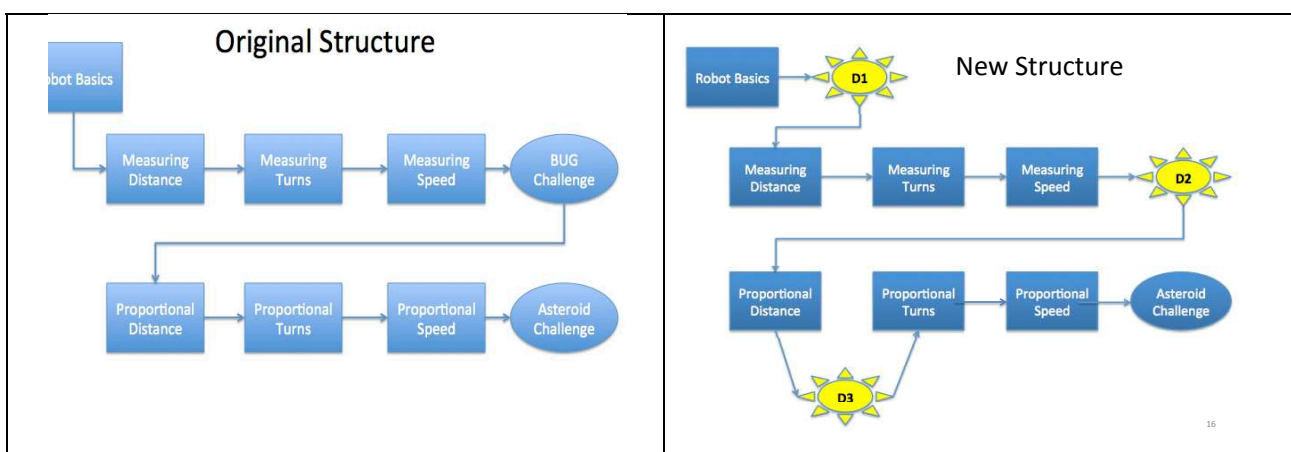 Original Structure
obot Basics
Measuring
Distance
Measuring
Turns
Measuring
Speed
BUG
Challenge
Proportional
Distance
Proportional
Turns
Proportional
Speed
Asteroid
Challenge
New Structure
Robot Basics
D1
Measuring
Distance
Measuring
Turns
Measuring
Speed
D2
Proportional
Distance
Proportional
Turns
Proportional
Speed
Asteroid
Challenge
D3
16